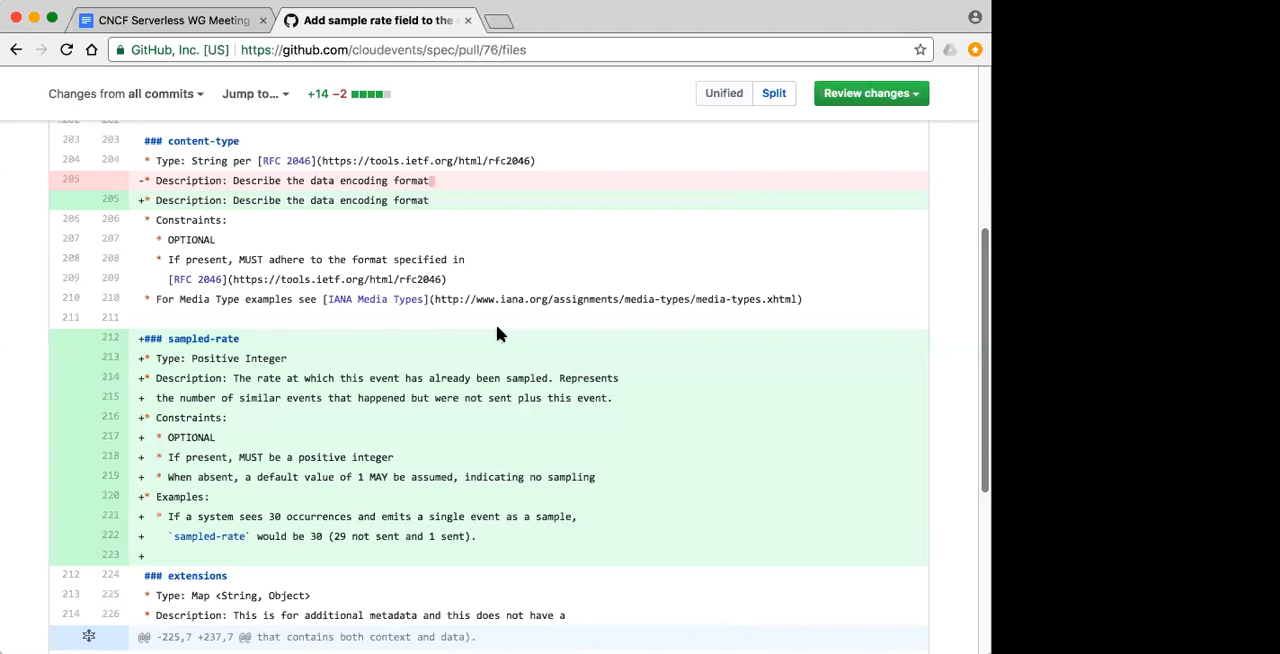 CNCF Serverless WG Meeting
Add sample rate field to the
GitHub, Inc. [US] https://github.com/cloudevents/spec/pull/76/files
Changes from all commits Jump to... +14 −2 Unified Split Review changes
203 203 ### content-type
204 204 * Type: String per [RFC 2046](https://tools.ietf.org/html/rfc2046)
205 -* Description: Describe the data encoding format
205 +* Description: Describe the data encoding format
206 206 * Constraints:
207 207 * OPTIONAL
208 208 * If present, MUST adhere to the format specified in
209 209 [RFC 2046](https://tools.ietf.org/html/rfc2046)
210 210 * For Media Type examples see [IANA Media Types](http://www.iana.org/assignments/media-types/media-types.xhtml)
211 211
212 +### sampled-rate
213 +* Type: Positive Integer
214 +* Description: The rate at which this event has already been sampled. Represents
215 + the number of similar events that happened but were not sent plus this event.
216 +* Constraints:
217 + * OPTIONAL
218 + * If present, MUST be a positive integer
219 + * When absent, a default value of 1 MAY be assumed, indicating no sampling
220 +* Examples:
221 + * If a system sees 30 occurrences and emits a single event as a sample,
222 + `sampled-rate` would be 30 (29 not sent and 1 sent).
223 +
212 224 ### extensions
213 225 * Type: Map <String, Object>
214 226 * Description: This is for additional metadata and this does not have a
@@ -225,7 +237,7 @@ that contains both context and data).